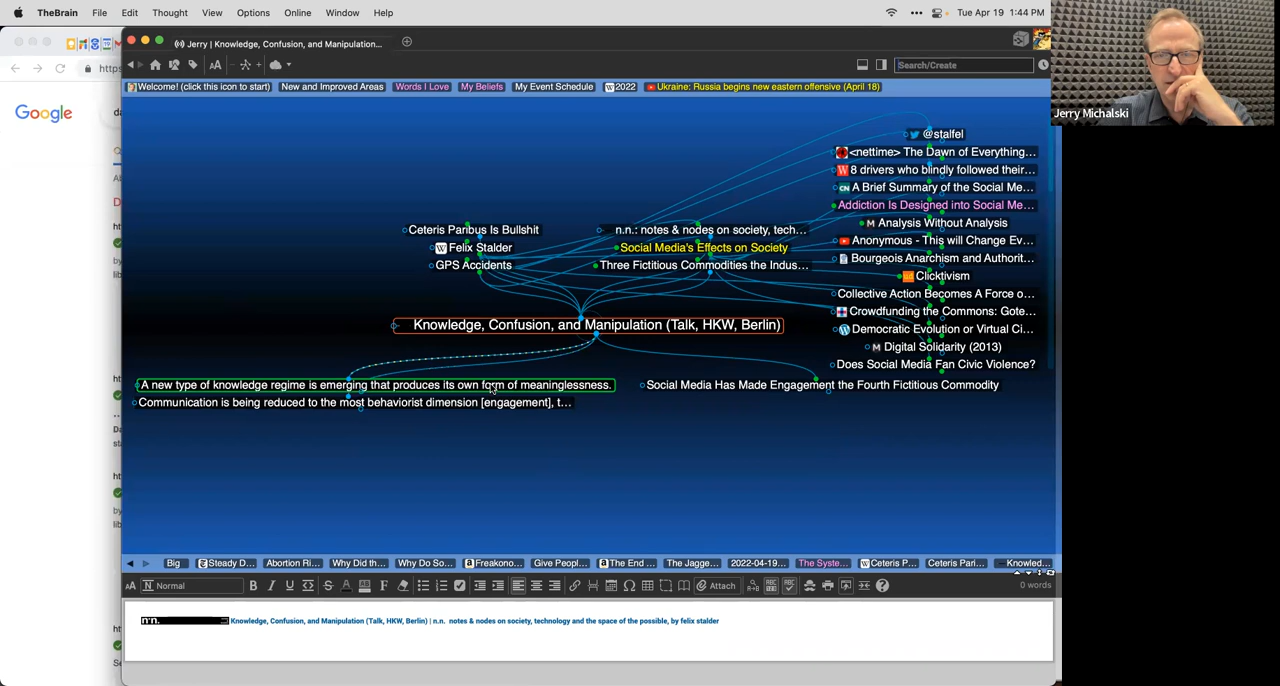 TheBrain File Edit Thought View Options Online Window Help
Tue Apr 19 1:44 PM
Jerry | Knowledge, Confusion, and Manipulation...
https
Search/Create
Welcome! (click this icon to start) New and Improved Areas Words I Love My Beliefs My Event Schedule 2022 Ukraine: Russia begins new eastern offensive (April 18)
Google
Jerry Michalski
@stalfel
<nettime> The Dawn of Everything...
8 drivers who blindly followed their...
A Brief Summary of the Social Me...
Addiction Is Designed into Social Me...
Analysis Without Analysis
Anonymous - This will Change Ev...
Bourgeois Anarchism and Authorit...
Clicktivism
Collective Action Becomes A Force o...
Crowdfunding the Commons: Gote...
Democratic Evolution or Virtual Ci...
Digital Solidarity (2013)
Does Social Media Fan Civic Violence?
Ceteris Paribus Is Bullshit
Felix Stalder
GPS Accidents
n.n.: notes & nodes on society, tech...
Social Media's Effects on Society
Three Fictitious Commodities the Indus...
Knowledge, Confusion, and Manipulation (Talk, HKW, Berlin)
A new type of knowledge regime is emerging that produces its own form of meaninglessness.
Communication is being reduced to the most behaviorist dimension [engagement], t...
Social Media Has Made Engagement the Fourth Fictitious Commodity
Big Steady D... Abortion Ri... Why Did th... Why Do So... Freakono... Give Peopl... The End ... The Jagge... 2022-04-19... The Syste... Ceteris P... Ceteris Pari... Knowled...
Normal
Attach
0 words
n.n. Knowledge, Confusion, and Manipulation (Talk, HKW, Berlin) | n.n. notes & nodes on society, technology and the space of the possible, by felix stalder